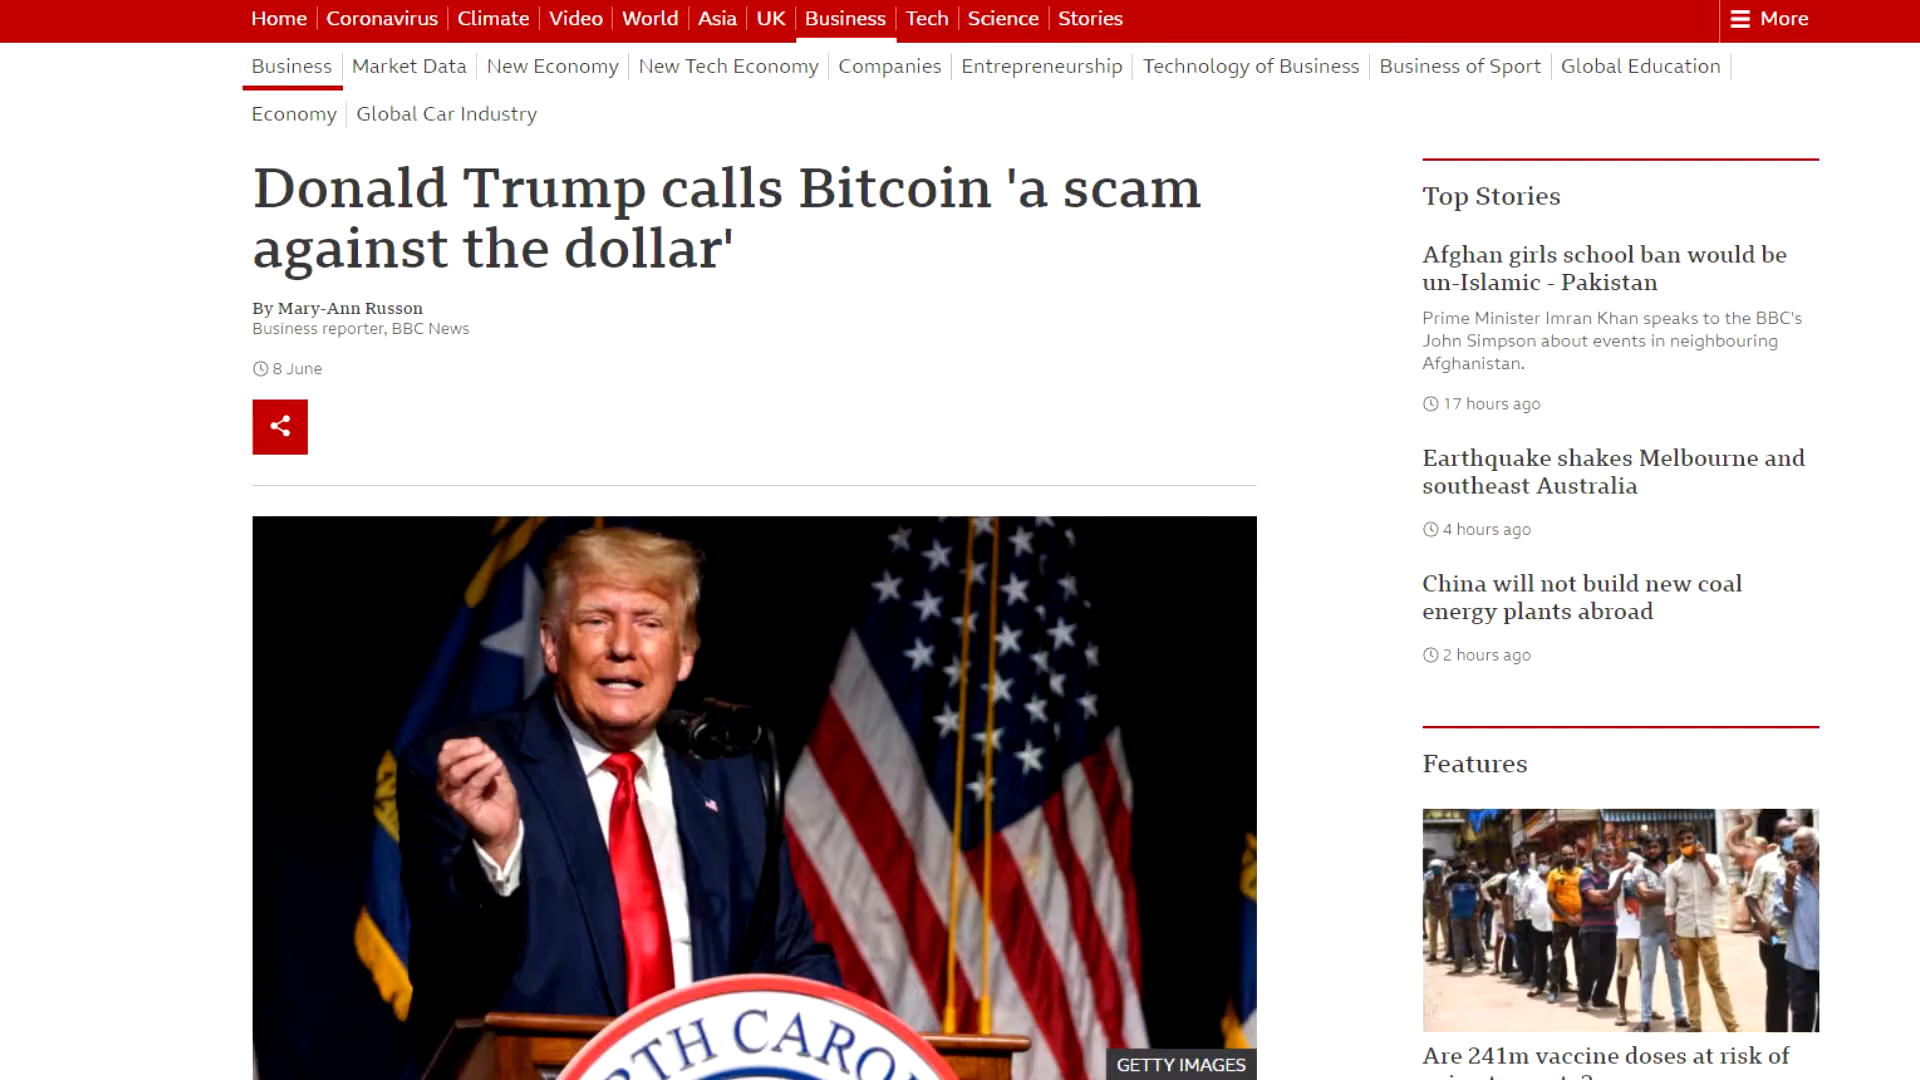 Home Coronavirus Climate Video World Asia UK Business Tech Science Stories More
Business Market Data New Economy New Tech Economy Companies Entrepreneurship Technology of Business Business of Sport Global Education
Economy Global Car Industry
Donald Trump calls Bitcoin 'a scam
against the dollar'
By Mary-Ann Russon
Business reporter, BBC News
8 June
GETTY IMAGES
RTH CARO
Top Stories
Afghan girls school ban would be
un-Islamic - Pakistan
Prime Minister Imran Khan speaks to the BBC's
John Simpson about events in neighbouring
Afghanistan.
17 hours ago
Earthquake shakes Melbourne and
southeast Australia
4 hours ago
China will not build new coal
energy plants abroad
2 hours ago
Features
Are 241m vaccine doses at risk of